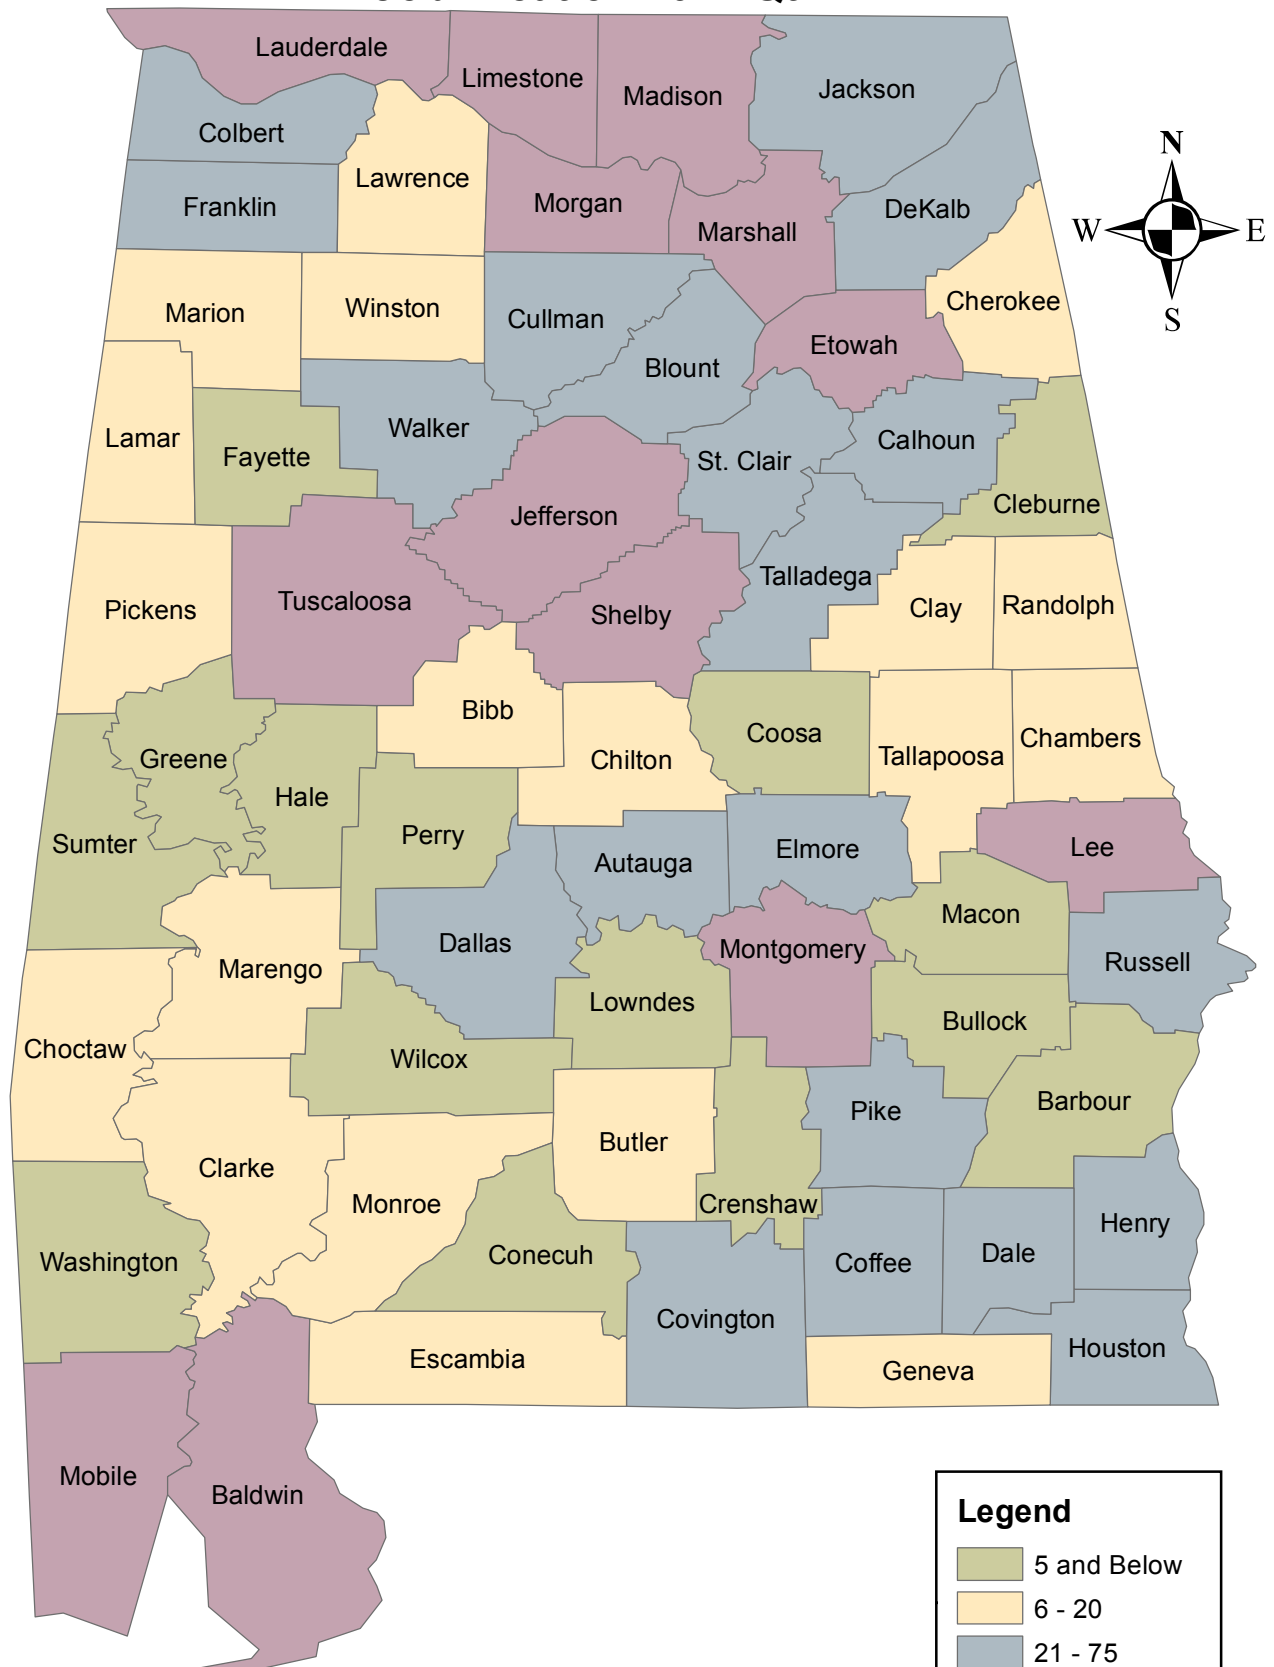 Lauderdale
Limestone
Madison
Jackson
Colbert
Lawrence
Franklin
Morgan
Marshall
DeKalb
N
W
E
S
Marion
Winston
Cullman
Blount
Etowah
Cherokee
Lamar
Fayette
Walker
Jefferson
St. Clair
Calhoun
Cleburne
Pickens
Tuscaloosa
Shelby
Talladega
Clay
Randolph
Greene
Hale
Bibb
Chilton
Coosa
Tallapoosa
Chambers
Sumter
Perry
Autauga
Elmore
Lee
Marengo
Dallas
Lowndes
Montgomery
Macon
Russell
Choctaw
Wilcox
Bullock
Barbour
Clarke
Monroe
Butler
Crenshaw
Pike
Henry
Washington
Conecuh
Covington
Coffee
Dale
Escambia
Geneva
Houston
Mobile
Baldwin
Legend
5 and Below
6 - 20
21 - 75